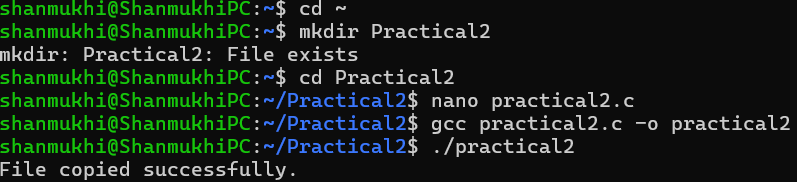 shanmukhi@ShanmukhiPC:~$ cd ~
shanmukhi@ShanmukhiPC:~$ mkdir Practical2
mkdir: Practical2: File exists
shanmukhi@ShanmukhiPC:~$ cd Practical2
shanmukhi@ShanmukhiPC:~/Practical2$ nano practical2.c
shanmukhi@ShanmukhiPC:~/Practical2$ gcc practical2.c -o practical2
shanmukhi@ShanmukhiPC:~/Practical2$ ./practical2
File copied successfully.